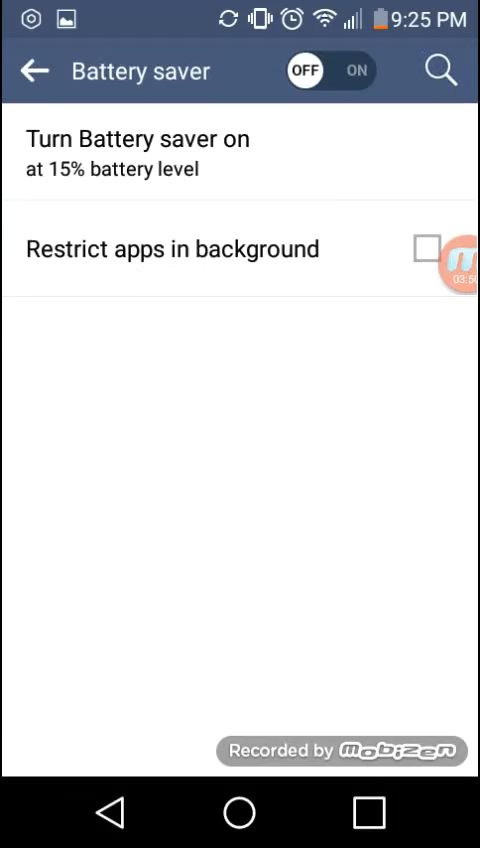 9:25 PM
Battery saver OFF ON
Turn Battery saver on
at 15% battery level
Restrict apps in background
Recorded by mobizen